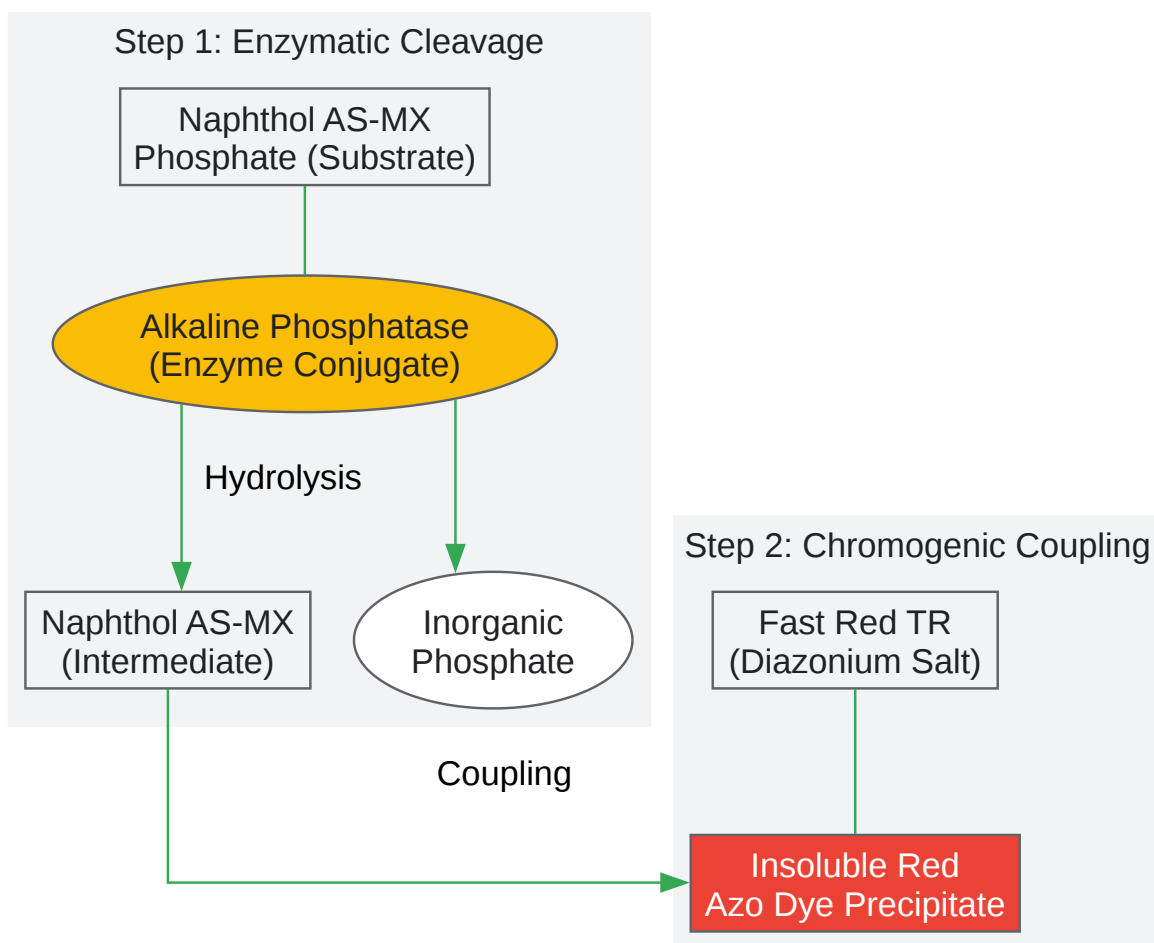 Step 1: Enzymatic Cleavage
Naphthol AS-MX
Phosphate (Substrate)
Alkaline Phosphatase
(Enzyme Conjugate)
Hydrolysis
Naphthol AS-MX
(Intermediate)
Inorganic
Phosphate
Step 2: Chromogenic Coupling
Fast Red TR
(Diazonium Salt)
Coupling
Insoluble Red
Azo Dye Precipitate